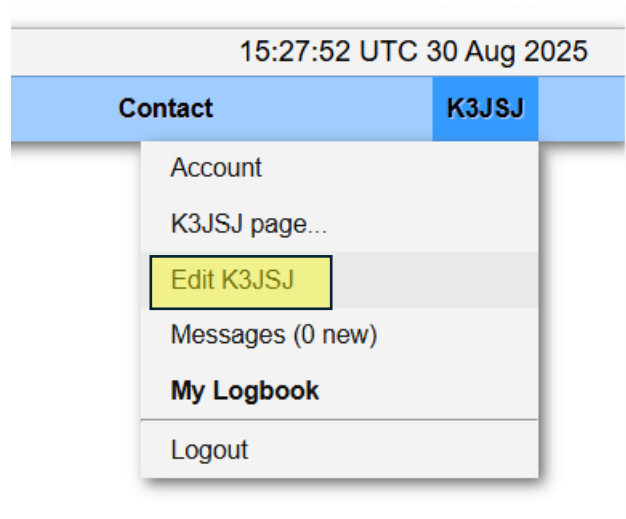 15:27:52 UTC 30 Aug 2025
Contact K3JSJ
Account
K3JSJ page...
Edit K3JSJ
Messages (0 new)
My Logbook
Logout